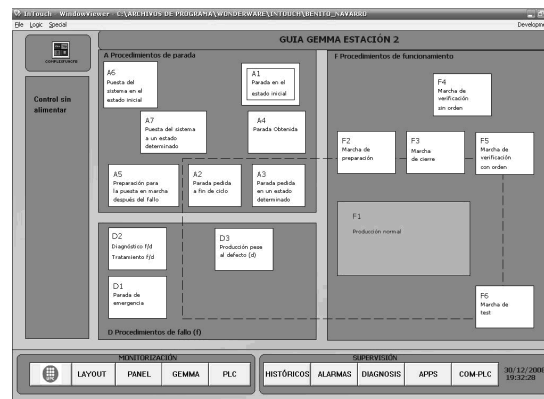 InTouch - WindowViewer - C:\ARCHIVOS DE PROGRAMA\WONDERWARE\INTOUCH\BENITO_NAVARRO
File Logic Special
Developm
GUIA GEMMA ESTACIÓN 2
Control sin
alimentar
A Procedimientos de parada
A6
Puesta del
sistema en el
estado inicial
A1
Parada en el
estado inicial
A7
Puesta del sistema
a un estado
determinado
A4
Parada Obtenida
A5
Preparación para
la puesta en marcha
después del fallo
A2
Parada pedida
a fin de ciclo
A3
Parada pedida
en un estado
determinado
D2
Diagnóstico f/d
Tratamiento f/d
D3
Producción pese
al defecto (d)
D1
Parada de
emergencia
D Procedimientos de fallo (f)
F Procedimientos de funcionamiento
F4
Marcha de
verificación
sin orden
F2
Marcha de
preparación
F3
Marcha
de cierre
F5
Marcha de
verificación
con orden
F1
Producción normal
F6
Marcha de
test
MONITORIZACIÓN
LAYOUT PANEL GEMMA PLC
SUPERVISIÓN
HISTÓRICOS ALARMAS DIAGNOSIS APPS COM-PLC
30/12/2008
19:32:28